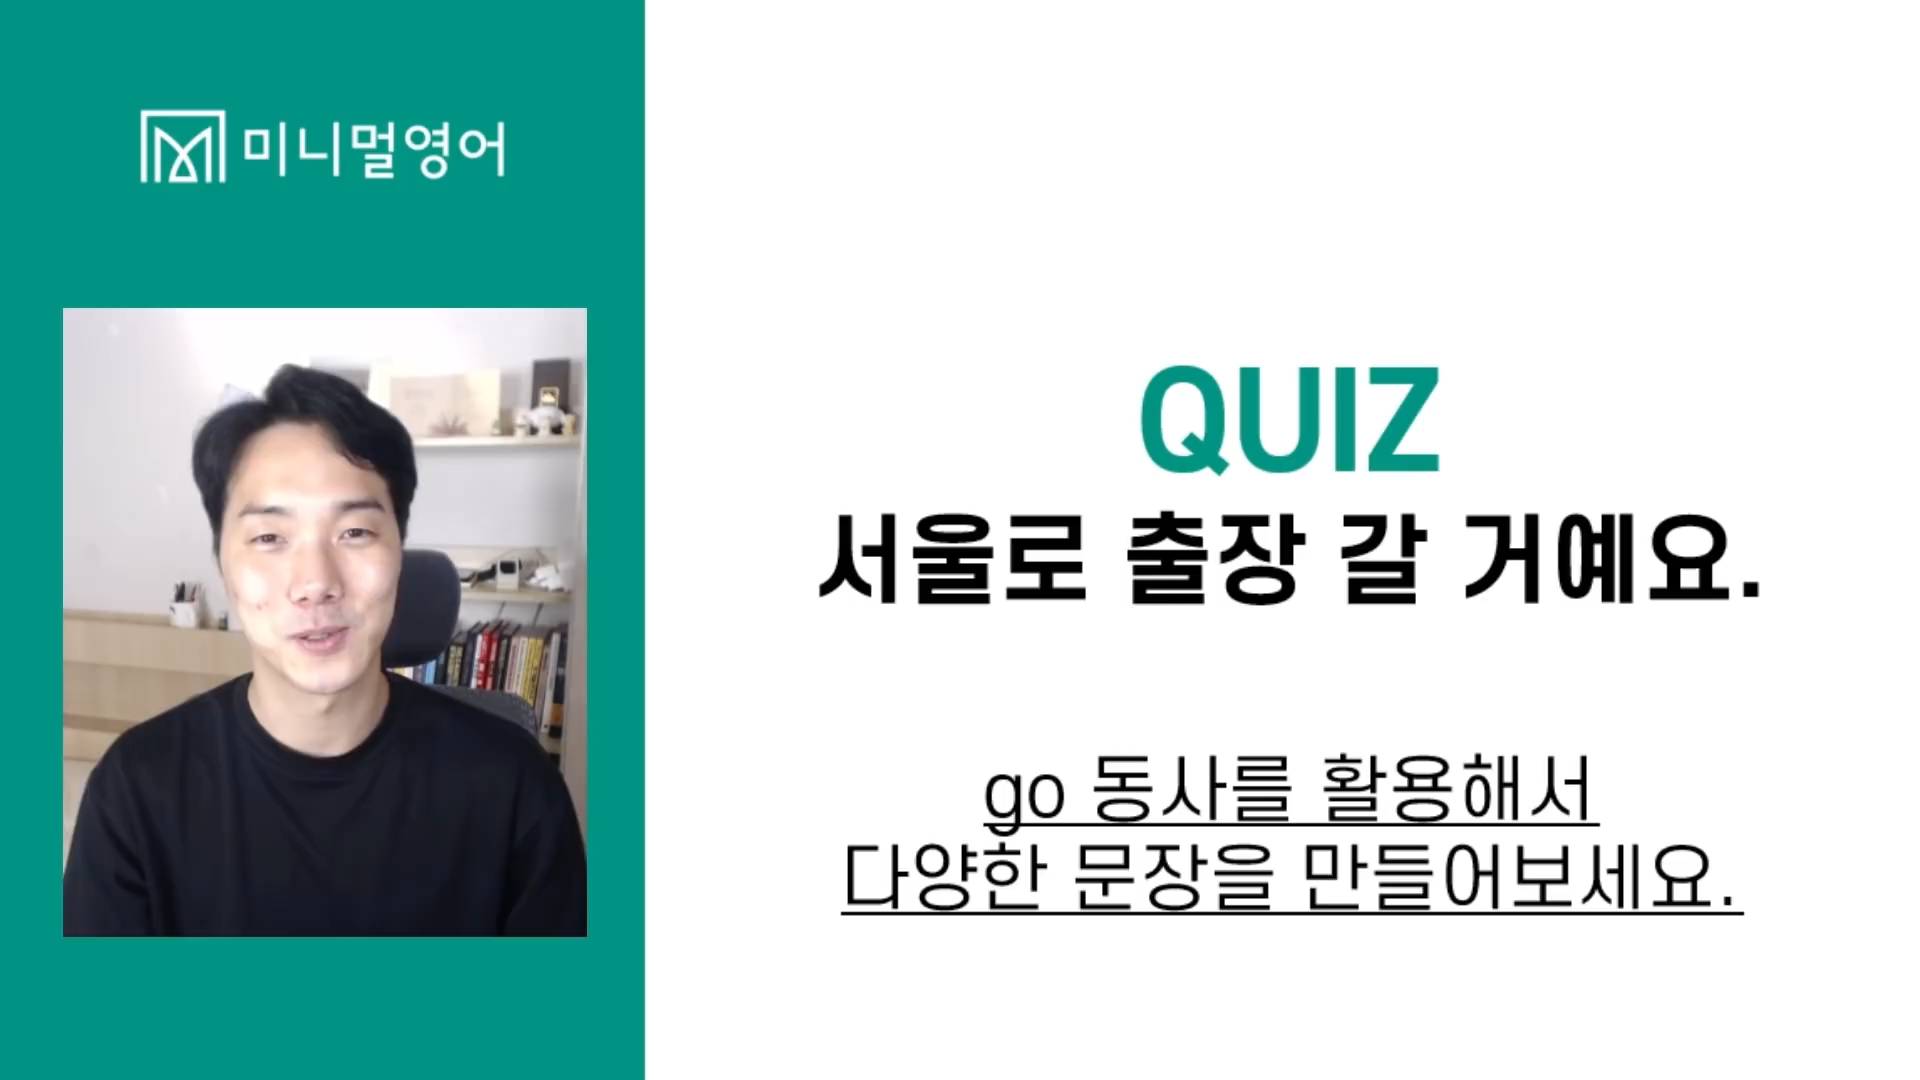 미니멀영어
QUIZ
서울로 출장 갈 거예요.
go 동사를 활용해서
다양한 문장을 만들어보세요.